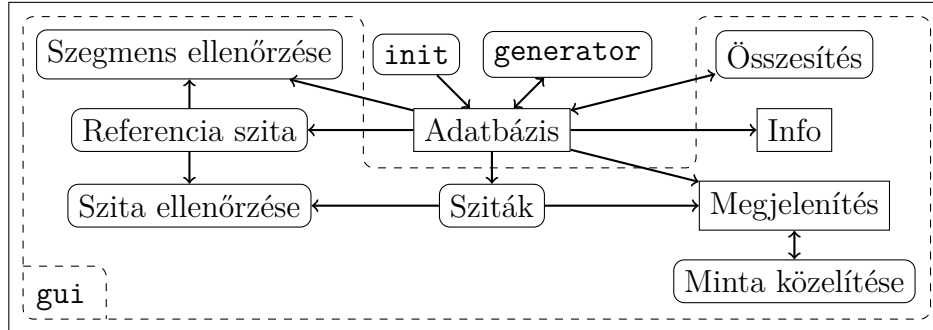 Szegmens ellenőrzése
init
generator
Összesítés
Referencia szita
Adatbázis
Info
Szita ellenőrzése
Sziták
Megjelenítés
gui
Minta közelítése